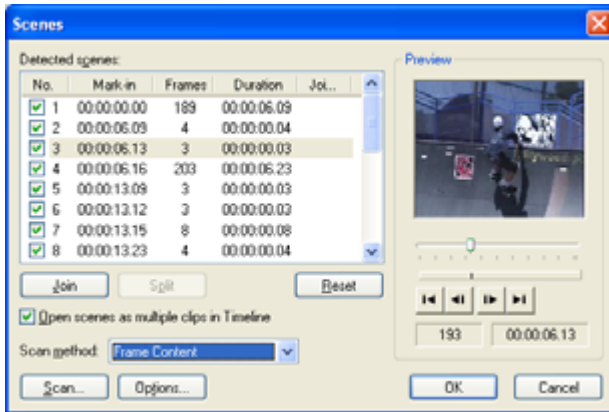 Scenes
Detected scenes:
No. Mark-in Frames Duration Joi...
1 00:00:00.00 189 00:00:06.09
2 00:00:06.09 4 00:00:00.04
3 00:00:06.13 3 00:00:00.03
4 00:00:06.16 203 00:00:06.23
5 00:00:13.09 3 00:00:00.03
6 00:00:13.12 3 00:00:00.03
7 00:00:13.15 8 00:00:00.08
8 00:00:13.23 4 00:00:00.04
Join Split Reset
Open scenes as multiple clips in Timeline
Scan method: Frame Content
Scan... Options...
Preview
193 00:00:06.13
OK Cancel